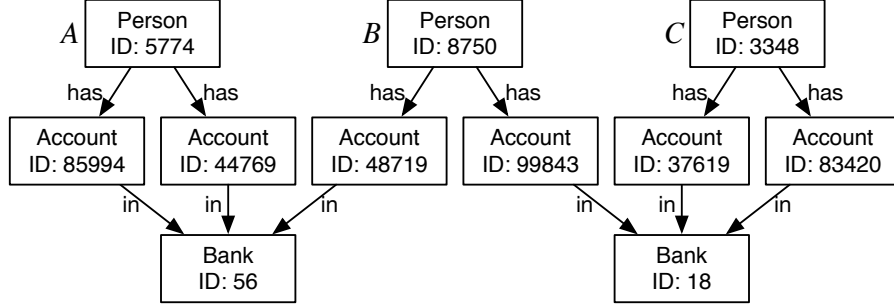 A
Person
ID: 5774
B
Person
ID: 8750
C
Person
ID: 3348
has
has
has
has
has
has
Account
ID: 85994
Account
ID: 44769
Account
ID: 48719
Account
ID: 99843
Account
ID: 37619
Account
ID: 83420
in
in
in
in
in
in
Bank
ID: 56
Bank
ID: 18